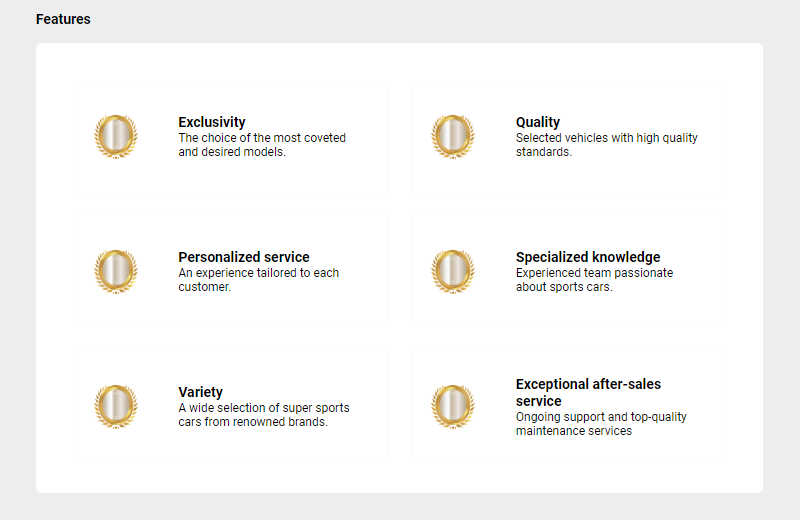 Features
Exclusivity
The choice of the most coveted
and desired models.
Quality
Selected vehicles with high quality
standards.
Personalized service
An experience tailored to each
customer.
Specialized knowledge
Experienced team passionate
about sports cars.
Variety
A wide selection of super sports
cars from renowned brands.
Exceptional after-sales
service
Ongoing support and top-quality
maintenance services